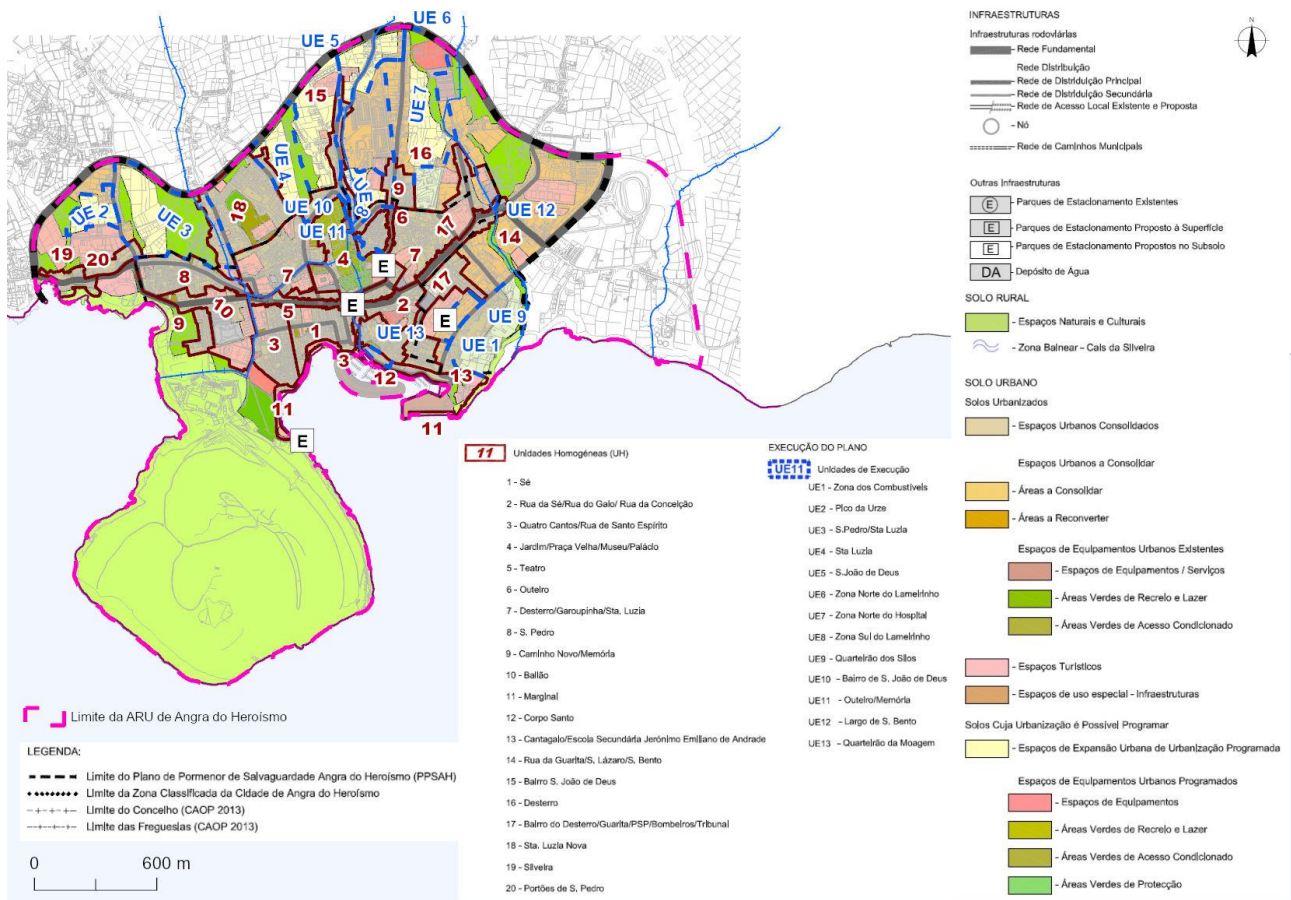 UE 6
UE 5
15
UE 7
UE 4
16
18
9
UE 8
UE 10
UE 2
UE 3
6
17
UE 12
UE 11
14
19
20
4
7
E
8
7
17
10
E
2
E
UE 9
9
5
1
UE 13
UE 1
3
3
12
13
11
11
E
Limite da ARU de Angra do Heroísmo
LEGENDA:
Limite do Plano de Pormenor de Salvaguardade Angra do Heroísmo (PPSAH)
Limite da Zona Classificada da Cidade de Angra do Heroísmo
Limite do Concelho (CAOP 2013)
Limite das Freguesias (CAOP 2013)
0 600 m
11 Unidades Homogéneas (UH)
1 - Sé
2 - Rua da Sé/Rua do Galo/ Rua da Conceição
3 - Quatro Cantos/Rua de Santo Espírito
4 - Jardim/Praça Velha/Museu/Palácio
5 - Teatro
6 - Outeiro
7 - Desterro/Garoupinha/Sta. Luzia
8 - S. Pedro
9 - Caminho Novo/Memória
10 - Bailão
11 - Marginal
12 - Corpo Santo
13 - Cantagalo/Escola Secundária Jerónimo Emiliano de Andrade
14 - Rua da Guarita/S. Lázaro/S. Bento
15 - Bairro S. João de Deus
16 - Desterro
17 - Bairro do Desterro/Guarita/PSP/Bombeiros/Tribunal
18 - Sta. Luzia Nova
19 - Silveira
20 - Portões de S. Pedro
EXECUÇÃO DO PLANO
UE11 Unidades de Execução
UE1 - Zona dos Combustíveis
UE2 - Pico da Urze
UE3 - S.Pedro/Sta Luzia
UE4 - Sta Luzia
UE5 - S.João de Deus
UE6 - Zona Norte do Lameirinho
UE7 - Zona Norte do Hospital
UE8 - Zona Sul do Lameirinho
UE9 - Quarteirão dos Silos
UE10 - Bairro de S. João de Deus
UE11 - Outeiro/Memória
UE12 - Largo de S. Bento
UE13 - Quarteirão da Moagem
N
INFRAESTRUTURAS
Infraestruturas rodoviárias
- Rede Fundamental
Rede Distribuição
- Rede de Distridulção Principal
- Rede de Distridulção Secundária
- Rede de Acesso Local Existente e Proposta
- Nó
- Rede de Caminhos Municipais
Outras Infraestruturas
E - Parques de Estacionamento Existentes
E - Parques de Estacionamento Proposto à Superfície
E - Parques de Estacionamento Propostos no Subsolo
DA - Depósito de Água
SOLO RURAL
- Espaços Naturais e Culturais
- Zona Balnear - Cais da Silveira
SOLO URBANO
Solos Urbanizados
- Espaços Urbanos Consolidados
Espaços Urbanos a Consolidar
- Áreas a Consolidar
- Áreas a Reconverter
Espaços de Equipamentos Urbanos Existentes
- Espaços de Equipamentos / Serviços
- Áreas Verdes de Recreio e Lazer
- Áreas Verdes de Acesso Condicionado
- Espaços Turísticos
- Espaços de uso especial - Infraestruturas
Solos Cuja Urbanização é Possível Programar
- Espaços de Expansão Urbana de Urbanização Programada
Espaços de Equipamentos Urbanos Programados
- Espaços de Equipamentos
- Áreas Verdes de Recreio e Lazer
- Áreas Verdes de Acesso Condicionado
- Áreas Verdes de Protecção